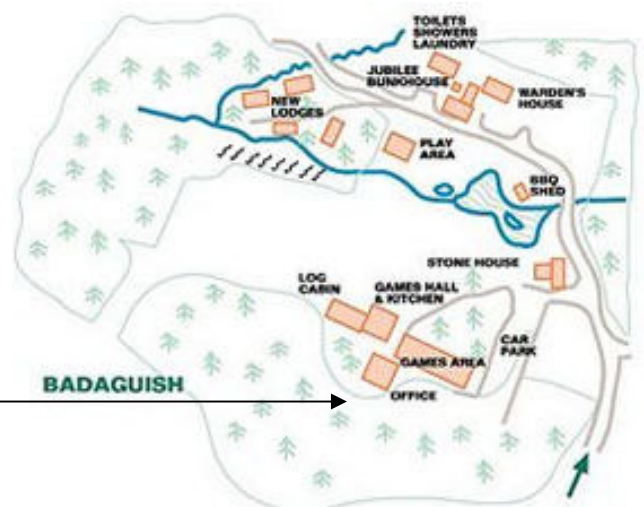 TOILETS
SHOWERS
LAUNDRY
JUBILEE
BUNKHOUSE
WARDEN'S
HOUSE
NEW
LODGES
PLAY
AREA
BBQ
SHED
STONE HOUSE
LOG
CABIN
GAMES HALL
& KITCHEN
CAR
PARK
GAMES AREA
BADAGUISH
OFFICE